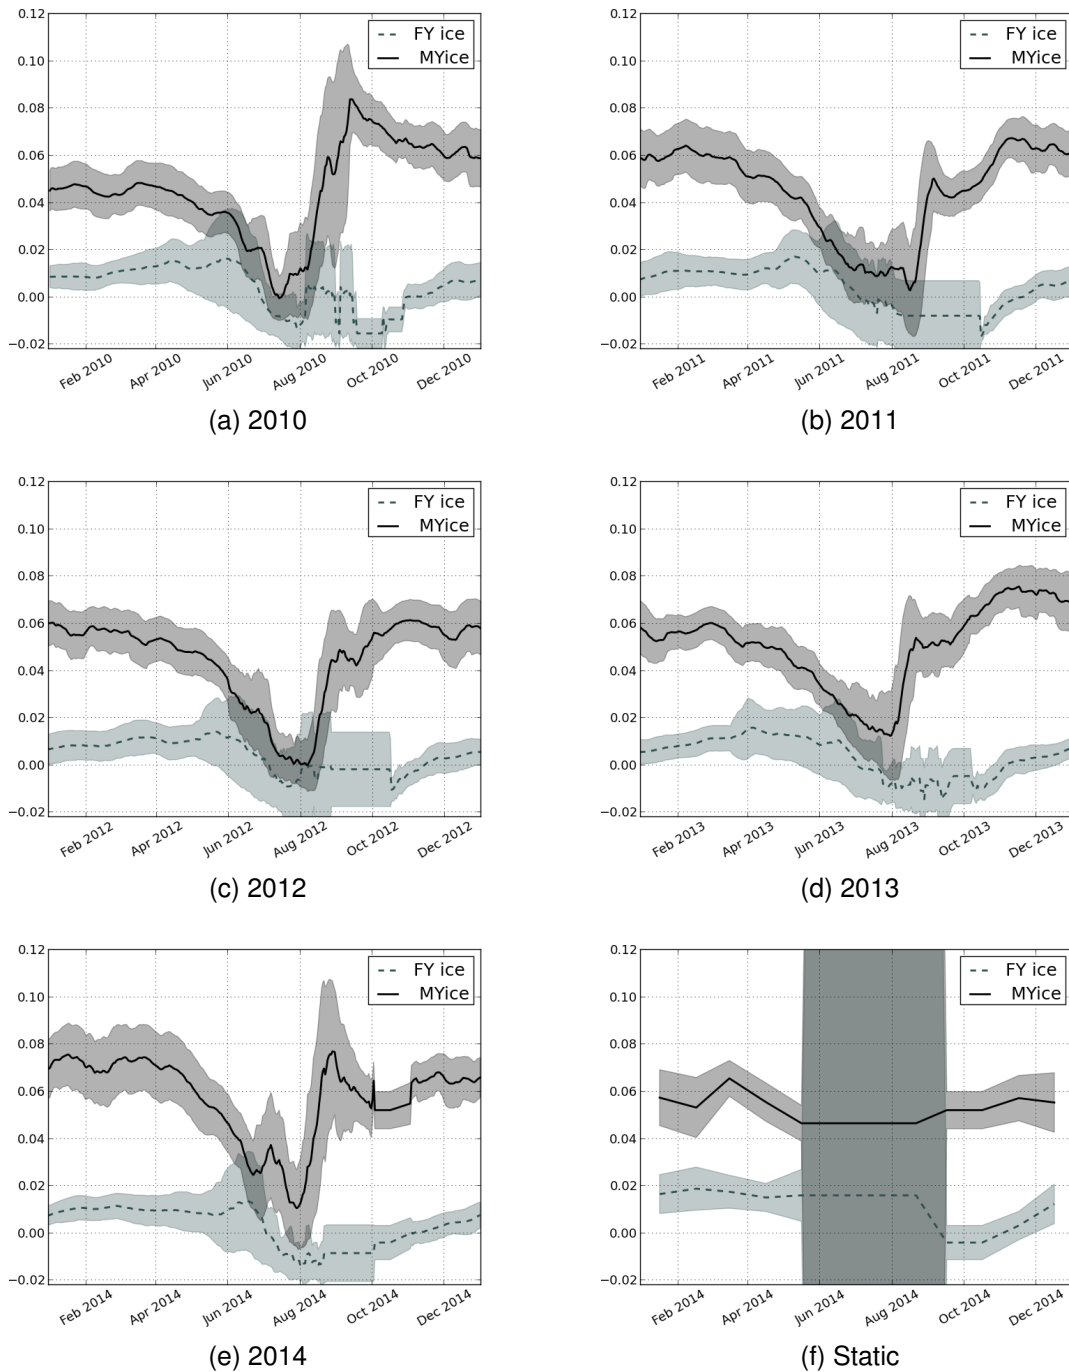 0.12
0.10
0.08
0.06
0.04
0.02
0.00
−0.02
FY ice
MYice
Feb 2010
Apr 2010
Jun 2010
Aug 2010
Oct 2010
Dec 2010
(a) 2010
0.12
0.10
0.08
0.06
0.04
0.02
0.00
−0.02
FY ice
MYice
Feb 2011
Apr 2011
Jun 2011
Aug 2011
Oct 2011
Dec 2011
(b) 2011
0.12
0.10
0.08
0.06
0.04
0.02
0.00
−0.02
FY ice
MYice
Feb 2012
Apr 2012
Jun 2012
Aug 2012
Oct 2012
Dec 2012
(c) 2012
0.12
0.10
0.08
0.06
0.04
0.02
0.00
−0.02
FY ice
MYice
Feb 2013
Apr 2013
Jun 2013
Aug 2013
Oct 2013
Dec 2013
(d) 2013
0.12
0.10
0.08
0.06
0.04
0.02
0.00
−0.02
FY ice
MYice
Feb 2014
Apr 2014
Jun 2014
Aug 2014
Oct 2014
Dec 2014
(e) 2014
0.12
0.10
0.08
0.06
0.04
0.02
0.00
−0.02
FY ice
MYice
Feb 2014
Apr 2014
Jun 2014
Aug 2014
Oct 2014
Dec 2014
(f) Static